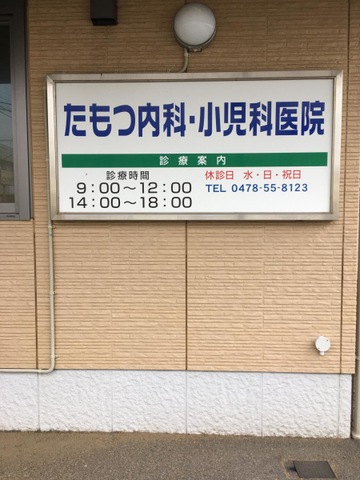 たもつ内科・小児科医院
診療案内
診療時間
9：00〜12：00
14：00〜18：00
休診日 水・日・祝日
TEL 0478-55-8123